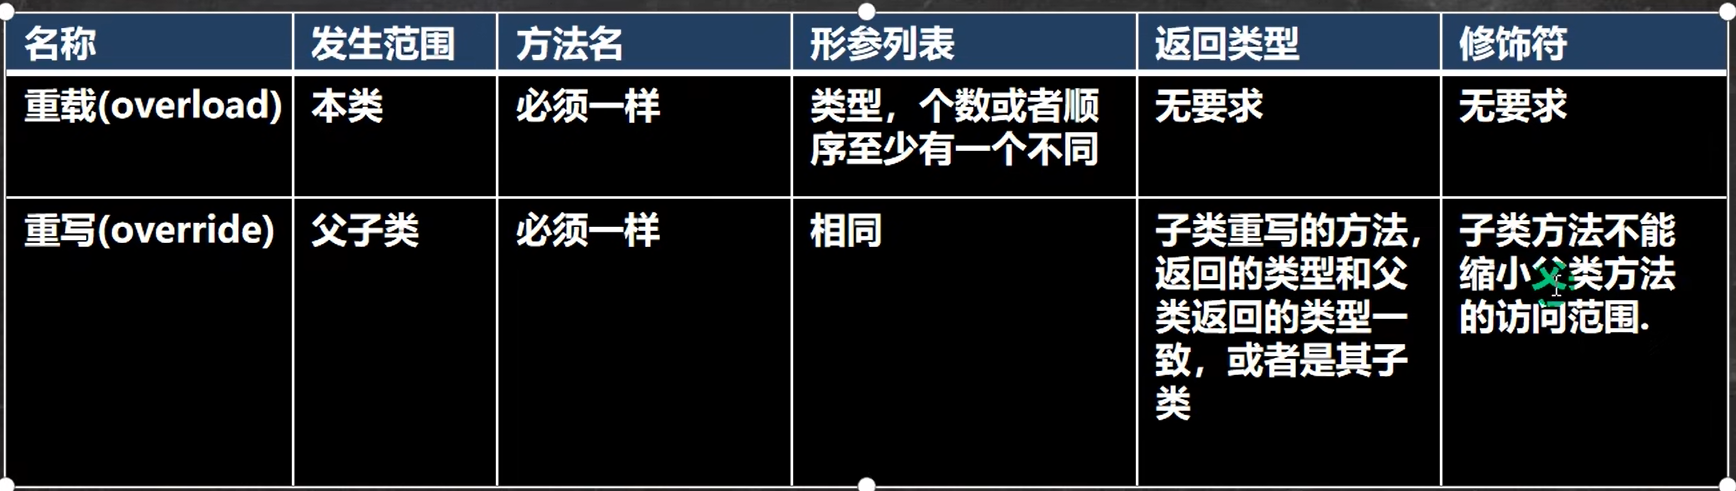 名称 发生范围 方法名 形参列表 返回类型 修饰符
重载(overload) 本类 必须一样 类型，个数或者顺 无要求 无要求
序至少有一个不同
重写(override) 父子类 必须一样 相同 子类重写的方法， 子类方法不能
返回的类型和父 缩小父类方法
类返回的类型一 的访问范围.
致，或者是其子
类